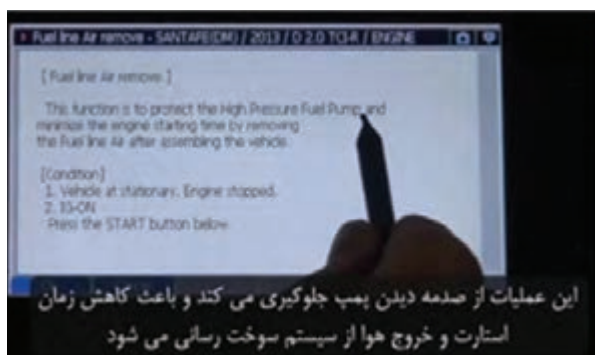 Fuel line Air remove - SANTAFE(DM) / 2013 / D 2.0 TCI-R / ENGINE
[ Fuel line Air remove ]
This function is to protect the High Pressure Fuel Pump and
minimize the engine starting time by removing
the Fuel line Air after assembling the vehicle.
[Condition]
1. Vehicle at stationary. Engine stopped.
2. IG-ON
Press the START button below.
این عملیات از صدمه دیدن پمپ جلوگیری می کند و باعث کاهش زمان
استارت و خروج هوا از سیستم سوخت رسانی می شود